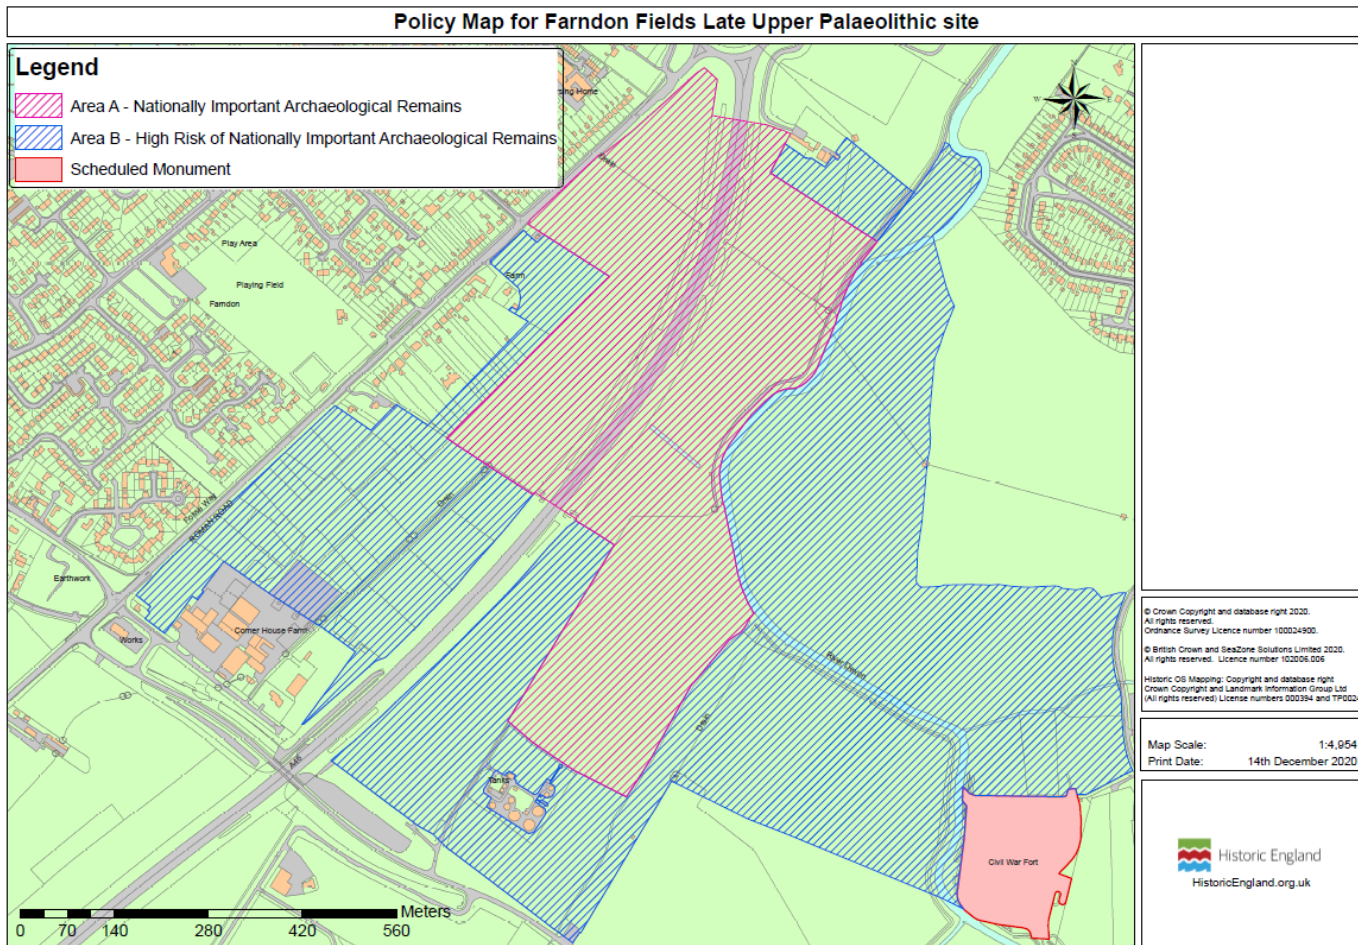 Policy Map for Farndon Fields Late Upper Palaeolithic site
Legend
Area A - Nationally Important Archaeological Remains
Area B - High Risk of Nationally Important Archaeological Remains
Scheduled Monument
Home
N
W
E
S
Drain
Play Area
Playing Field
Farndon
Farm
Drain
Fosse Way
ROMAN ROAD
Earthwork
Works
Corner House Farm
A46
Tanks
Drain
River Devon
Civil War Fort
Meters
0 70 140 280 420 560
© Crown Copyright and database right 2020.
All rights reserved.
Ordnance Survey Licence number 100024900.
© British Crown and SeaZone Solutions Limited 2020.
All rights reserved. Licence number 102006.006
Historic OS Mapping: Copyright and database right
Crown Copyright and Landmark Information Group Ltd
(All rights reserved) License numbers 000394 and TP0024
Map Scale: 1:4,954
Print Date: 14th December 2020
Historic England
HistoricEngland.org.uk